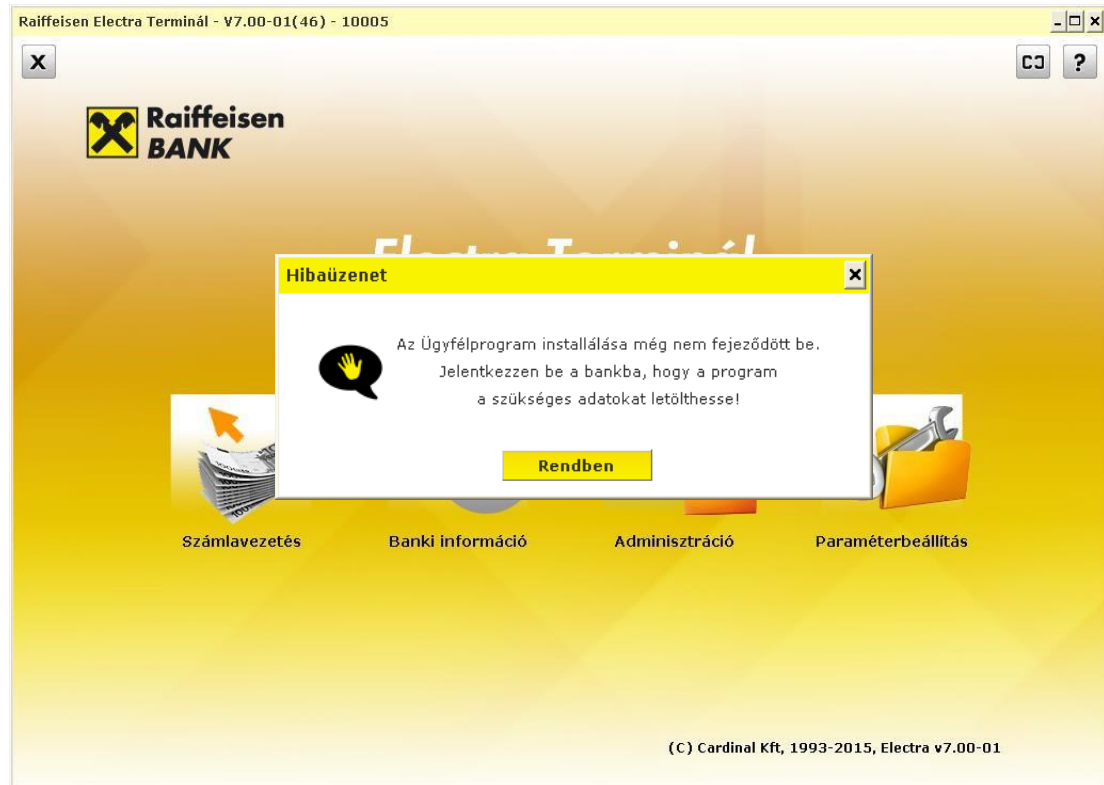 Raiffeisen Electra Terminál - V7.00-01(46) - 10005
X
?
Raiffeisen
BANK
Electra Terminál
Hibaüzenet
Az Ügyfélprogram installálása még nem fejeződött be.
Jelentkezzen be a bankba, hogy a program
a szükséges adatokat letölthesse!
Rendben
Számlavezetés
Banki információ
Adminisztráció
Paraméterbeállítás
(C) Cardinal Kft, 1993-2015, Electra v7.00-01